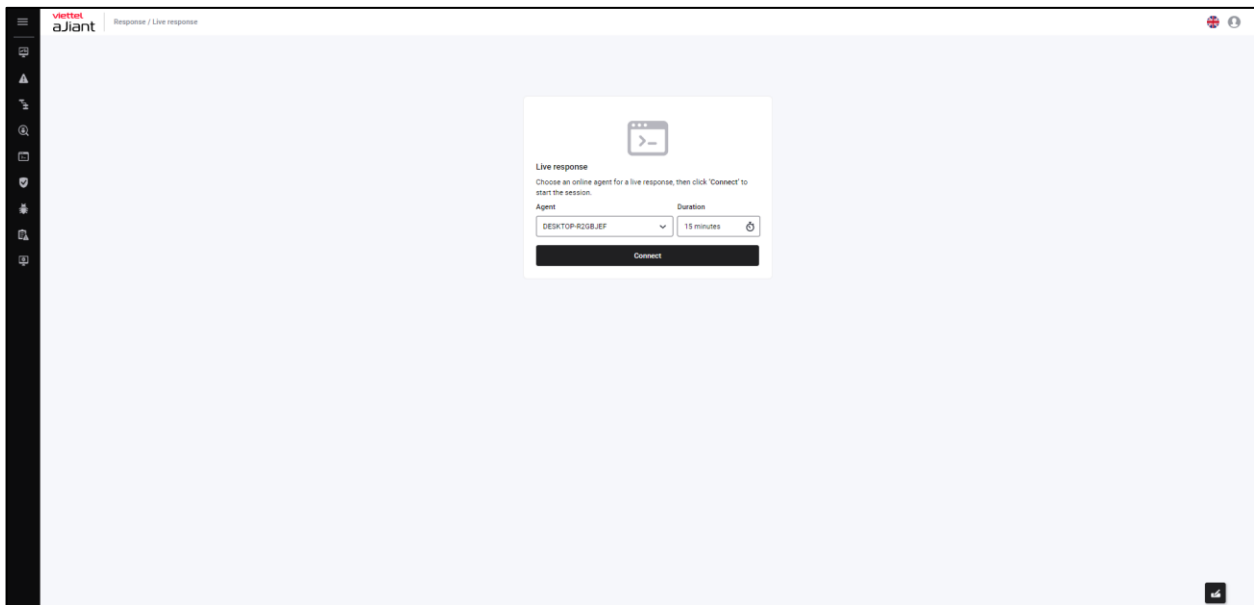 viettel
aJiant
Response / Live response
Live response
Choose an online agent for a live response, then click 'Connect' to
start the session.
Agent Duration
DESKTOP-R2GBJEF 15 minutes
Connect